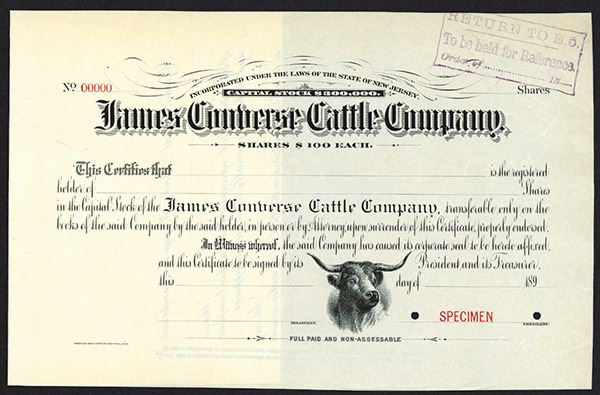 RETURN TO E.S.
To be held for Reference.
Order of
in
INCORPORATED UNDER THE LAWS OF THE STATE OF NEW JERSEY.
No 00000
Shares
CAPITAL STOCK $300,000.
James Converse Cattle Company.
SHARES $100 EACH.
This Certifies that is the registered
holder of Shares
in the Capital Stock of the James Converse Cattle Company, transferable only on the
books of the said Company by the said holder, in person or by Attorney, upon surrender of this Certificate, properly endorsed.
In Witness whereof, the said Company has caused its corporate seal to be hereto affixed,
and this Certificate to be signed by its President and its Treasurer,
this day of 189
SPECIMEN
TREASURER. PRESIDENT.
FULL PAID AND NON-ASSESSABLE